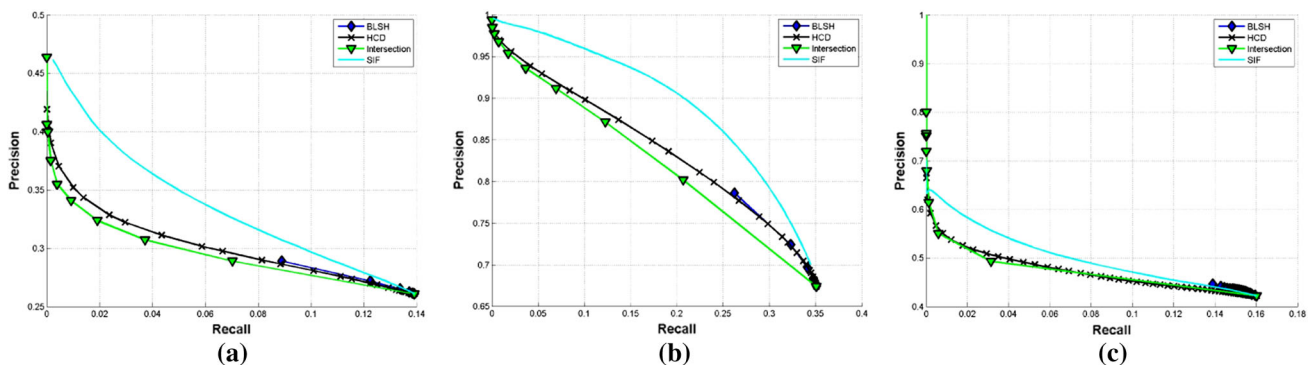 0.5
0.45
0.4
0.35
0.3
0.25
Precision
0 0.02 0.04 0.06 0.08 0.1 0.12 0.14
Recall
BLSH
HCD
Intersection
SIF
(a)
1
0.95
0.9
0.85
0.8
0.75
0.7
0.65
Precision
0 0.05 0.1 0.15 0.2 0.25 0.3 0.35 0.4
Recall
BLSH
HCD
Intersection
SIF
(b)
1
0.9
0.8
0.7
0.6
0.5
0.4
Precision
0 0.02 0.04 0.06 0.08 0.1 0.12 0.14 0.16 0.18
Recall
BLSH
HCD
Intersection
SIF
(c)